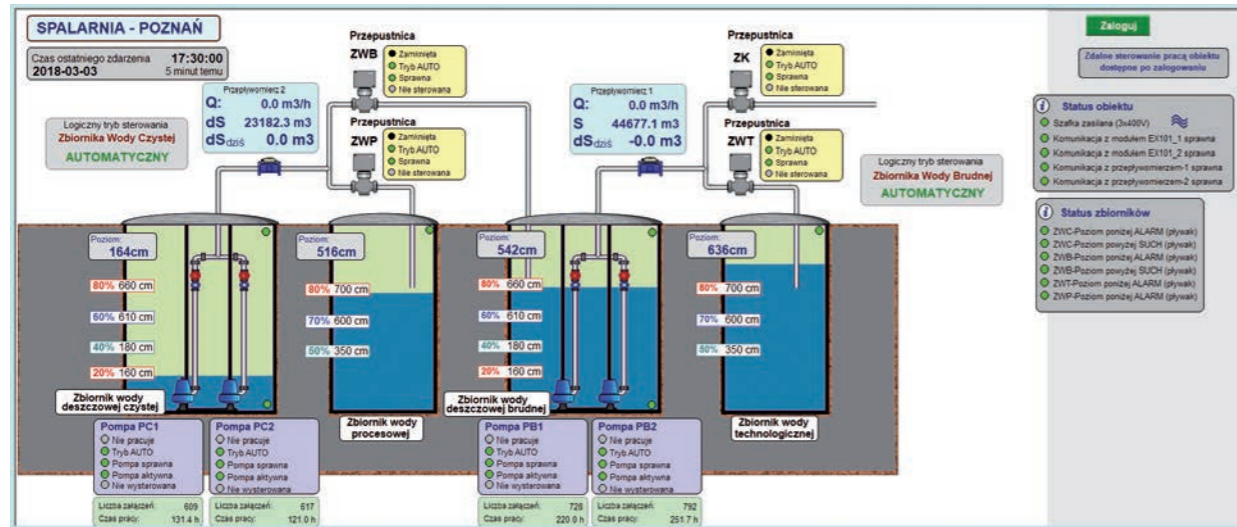 SPALARNIA - POZNAŃ
Czas ostatniego zdarzenia 17:30:00
2018-03-03 5 minut temu
Logiczny tryb sterowania
Zbiornika Wody Czystej
AUTOMATYCZNY
Przepływomierz 2
Q: 0.0 m3/h
dS 23182.3 m3
dSdziś 0.0 m3
Przepustnica
ZWB
Zaminięta
Tryb AUTO
Sprawna
Nie sterowana
Przepustnica
ZWP
Zaminięta
Tryb AUTO
Sprawna
Nie sterowana
Przepływomierz 1
Q: 0.0 m3/h
S 44677.1 m3
dSdziś -0.0 m3
Przepustnica
ZK
Zaminięta
Tryb AUTO
Sprawna
Nie sterowana
Przepustnica
ZWT
Zaminięta
Tryb AUTO
Sprawna
Nie sterowana
Logiczny tryb sterowania
Zbiornika Wody Brudnej
AUTOMATYCZNY
Zaloguj
Zdalne sterowanie pracą obiektu
dostępne po zalogowaniu
Status obiektu
Szafka zasilana (3x400V)
Komunikacja z modułem EX101_1 sprawna
Komunikacja z modułem EX101_2 sprawna
Komunikacja z przepływomierzem-1 sprawna
Komunikacja z przepływomierzem-2 sprawna
Status zbiorników
ZWC-Poziom poniżej ALARM (pływak)
ZWC-Poziom powyżej SUCH (pływak)
ZWB-Poziom poniżej ALARM (pływak)
ZWB-Poziom powyżej SUCH (pływak)
ZWT-Poziom poniżej ALARM (pływak)
ZWP-Poziom poniżej ALARM (pływak)
Poziom:
164cm
80% 660 cm
60% 610 cm
40% 180 cm
20% 160 cm
Zbiornik wody
deszczowej czystej
Poziom:
516cm
80% 700 cm
70% 600 cm
50% 350 cm
Zbiornik wody
procesowej
Poziom:
542cm
80% 660 cm
60% 610 cm
40% 180 cm
20% 160 cm
Zbiornik wody
deszczowej brudnej
Poziom:
636cm
80% 700 cm
70% 600 cm
50% 350 cm
Zbiornik wody
technologicznej
Pompa PC1
Nie pracuje
Tryb AUTO
Pompa sprawna
Pompa aktywna
Nie wysterowana
Liczba załączeń: 609
Czas pracy: 131.4 h
Pompa PC2
Nie pracuje
Tryb AUTO
Pompa sprawna
Pompa aktywna
Nie wysterowana
Liczba załączeń: 617
Czas pracy: 121.0 h
Pompa PB1
Nie pracuje
Tryb AUTO
Pompa sprawna
Pompa aktywna
Nie wysterowana
Liczba załączeń: 728
Czas pracy: 220.0 h
Pompa PB2
Nie pracuje
Tryb AUTO
Pompa sprawna
Pompa aktywna
Nie wysterowana
Liczba załączeń: 792
Czas pracy: 251.7 h